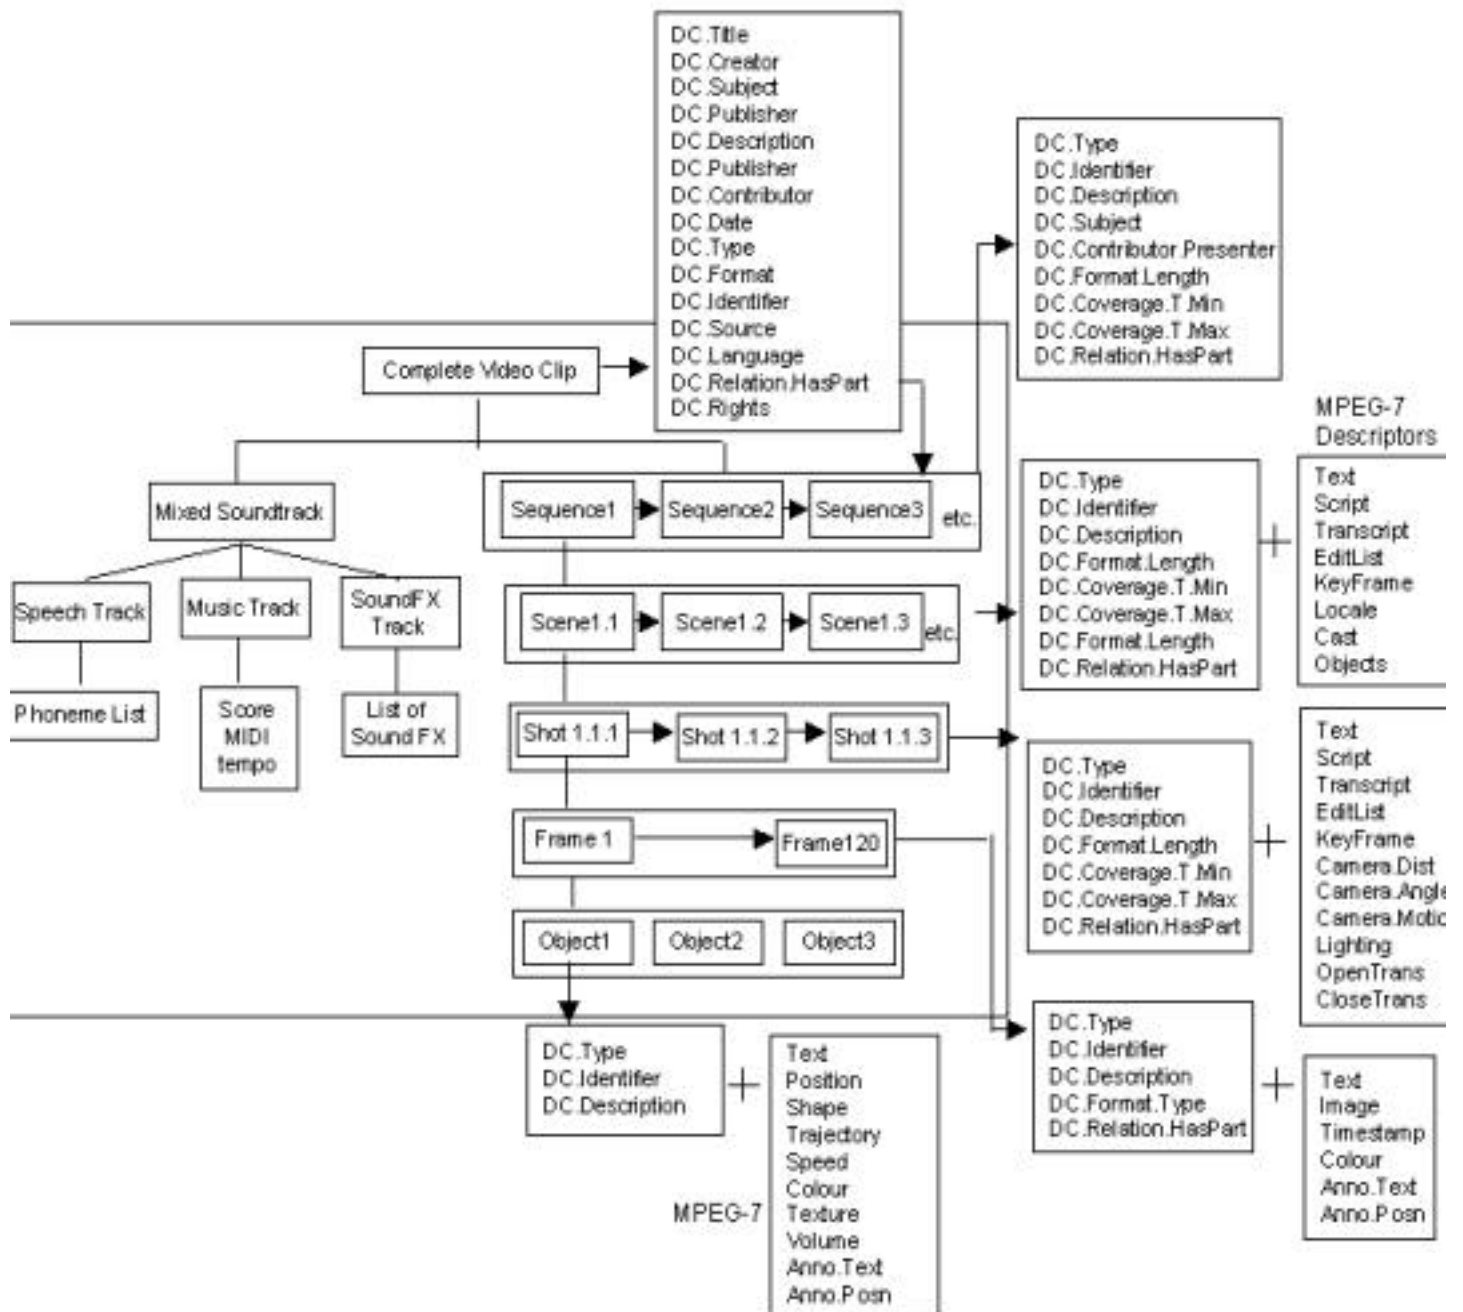 DC.Title
DC.Creator
DC.Subject
DC.Publisher
DC.Description
DC.Publisher
DC.Contributor
DC.Date
DC.Type
DC.Format
DC.Identifier
DC.Source
DC.Language
DC.Relation.HasPart
DC.Rights
DC.Type
DC.Identifier
DC.Description
DC.Subject
DC.Contributor.Presenter
DC.Format.Length
DC.Coverage.T.Min
DC.Coverage.T.Max
DC.Relation.HasPart
Complete Video Clip
MPEG-7
Descriptors
Mixed Soundtrack
Sequence1
Sequence2
Sequence3
etc.
DC.Type
DC.Identifier
DC.Description
DC.Format.Length
DC.Coverage.T.Min
DC.Coverage.T.Max
DC.Format.Length
DC.Relation.HasPart
Text
Script
Transcript
EditList
KeyFrame
Locale
Cast
Objects
Speech Track
Music Track
SoundFX
Track
Scene1.1
Scene1.2
Scene1.3
etc.
Phoneme List
Score
MIDI
tempo
List of
Sound FX
Shot 1.1.1
Shot 1.1.2
Shot 1.1.3
DC.Type
DC.Identifier
DC.Description
DC.Format.Length
DC.Coverage.T.Min
DC.Coverage.T.Max
DC.Relation.HasPart
Text
Script
Transcript
EditList
KeyFrame
Camera.Dist
Camera.Angle
Camera.Motic
Lighting
OpenTrans
CloseTrans
Frame 1
Frame120
Object1
Object2
Object3
DC.Type
DC.Identifier
DC.Description
MPEG-7
Text
Position
Shape
Trajectory
Speed
Colour
Texture
Volume
Anno.Text
Anno.Posn
DC.Type
DC.Identifier
DC.Description
DC.Format.Type
DC.Relation.HasPart
Text
Image
Timestamp
Colour
Anno.Text
Anno.Posn